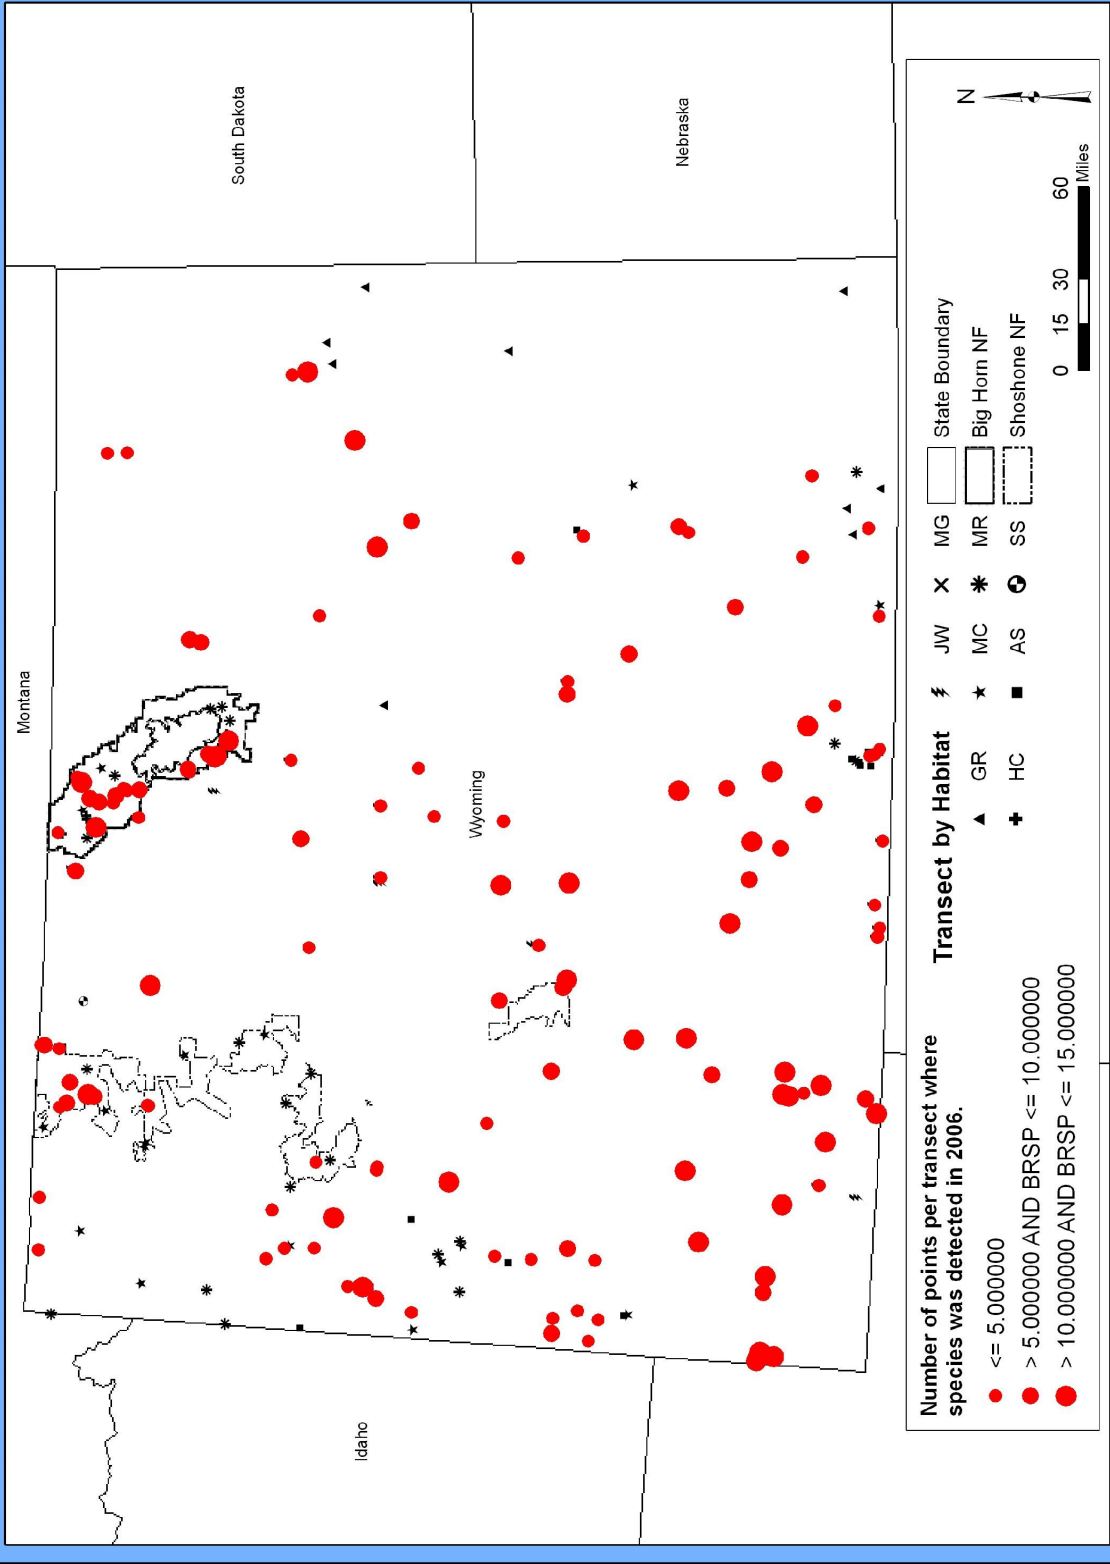 Montana
South Dakota
Wyoming
Idaho
Nebraska
Number of points per transect where
species was detected in 2006.
<= 5.000000
> 5.000000 AND BRSP <= 10.000000
> 10.000000 AND BRSP <= 15.000000
Transect by Habitat
GR
HC
JW
MC
AS
MG
MR
SS
State Boundary
Big Horn NF
Shoshone NF
N
0 15 30 60
Miles